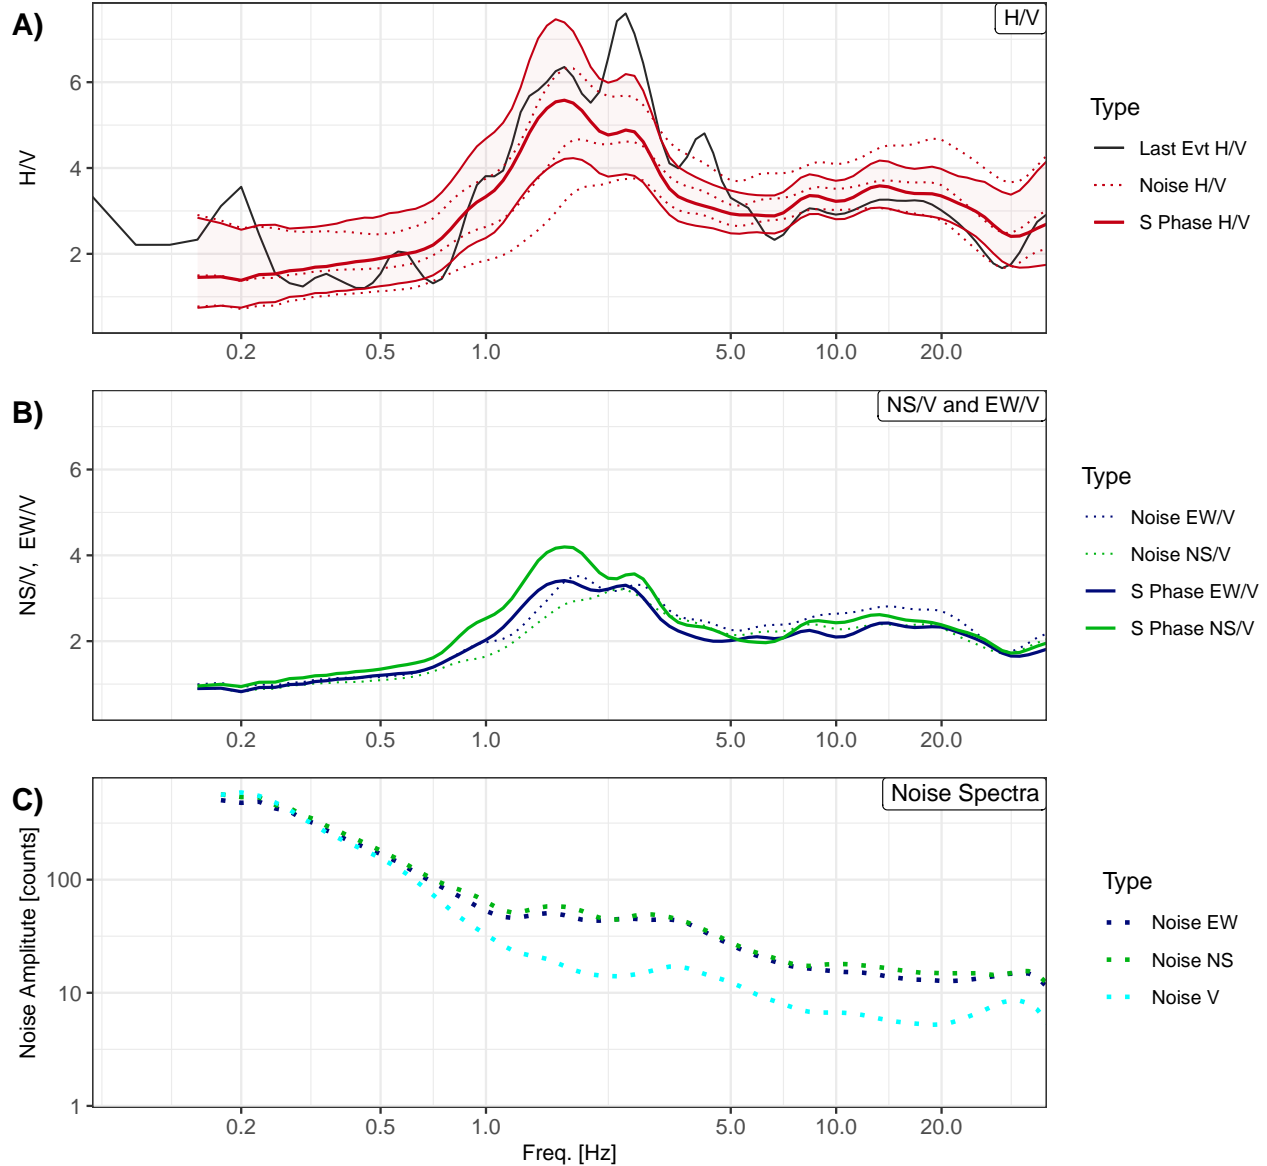 A)
H/V
H/V
6
4
2
0.2 0.5 1.0 5.0 10.0 20.0
Type
Last Evt H/V
Noise H/V
S Phase H/V
B)
NS/V and EW/V
NS/V, EW/V
6
4
2
0.2 0.5 1.0 5.0 10.0 20.0
Type
Noise EW/V
Noise NS/V
S Phase EW/V
S Phase NS/V
C)
Noise Spectra
Noise Amplitude [counts]
100
10
1
0.2 0.5 1.0 5.0 10.0 20.0
Freq. [Hz]
Type
Noise EW
Noise NS
Noise V